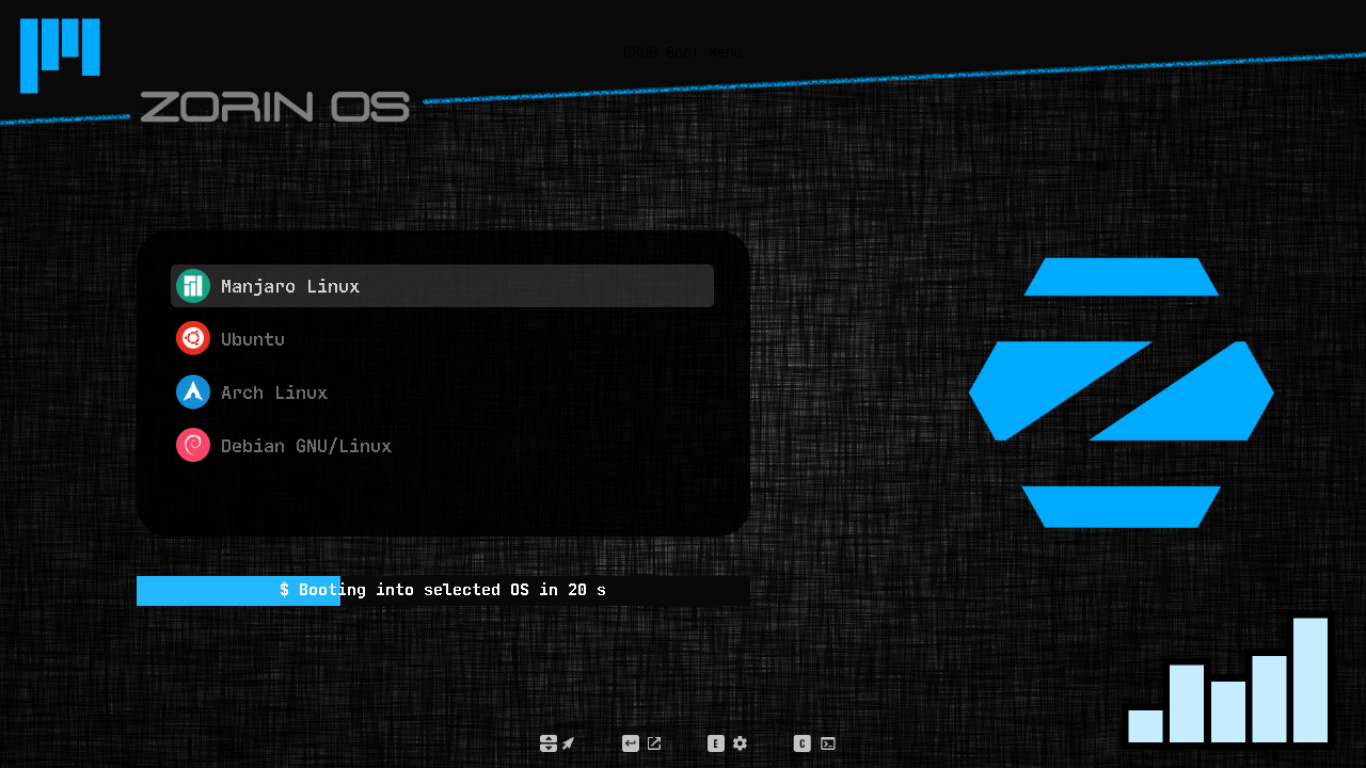 GRUB Boot Menu
ZORIN OS
Manjaro Linux
Ubuntu
Arch Linux
Debian GNU/Linux
$ Booting into selected OS in 20 s
E
C